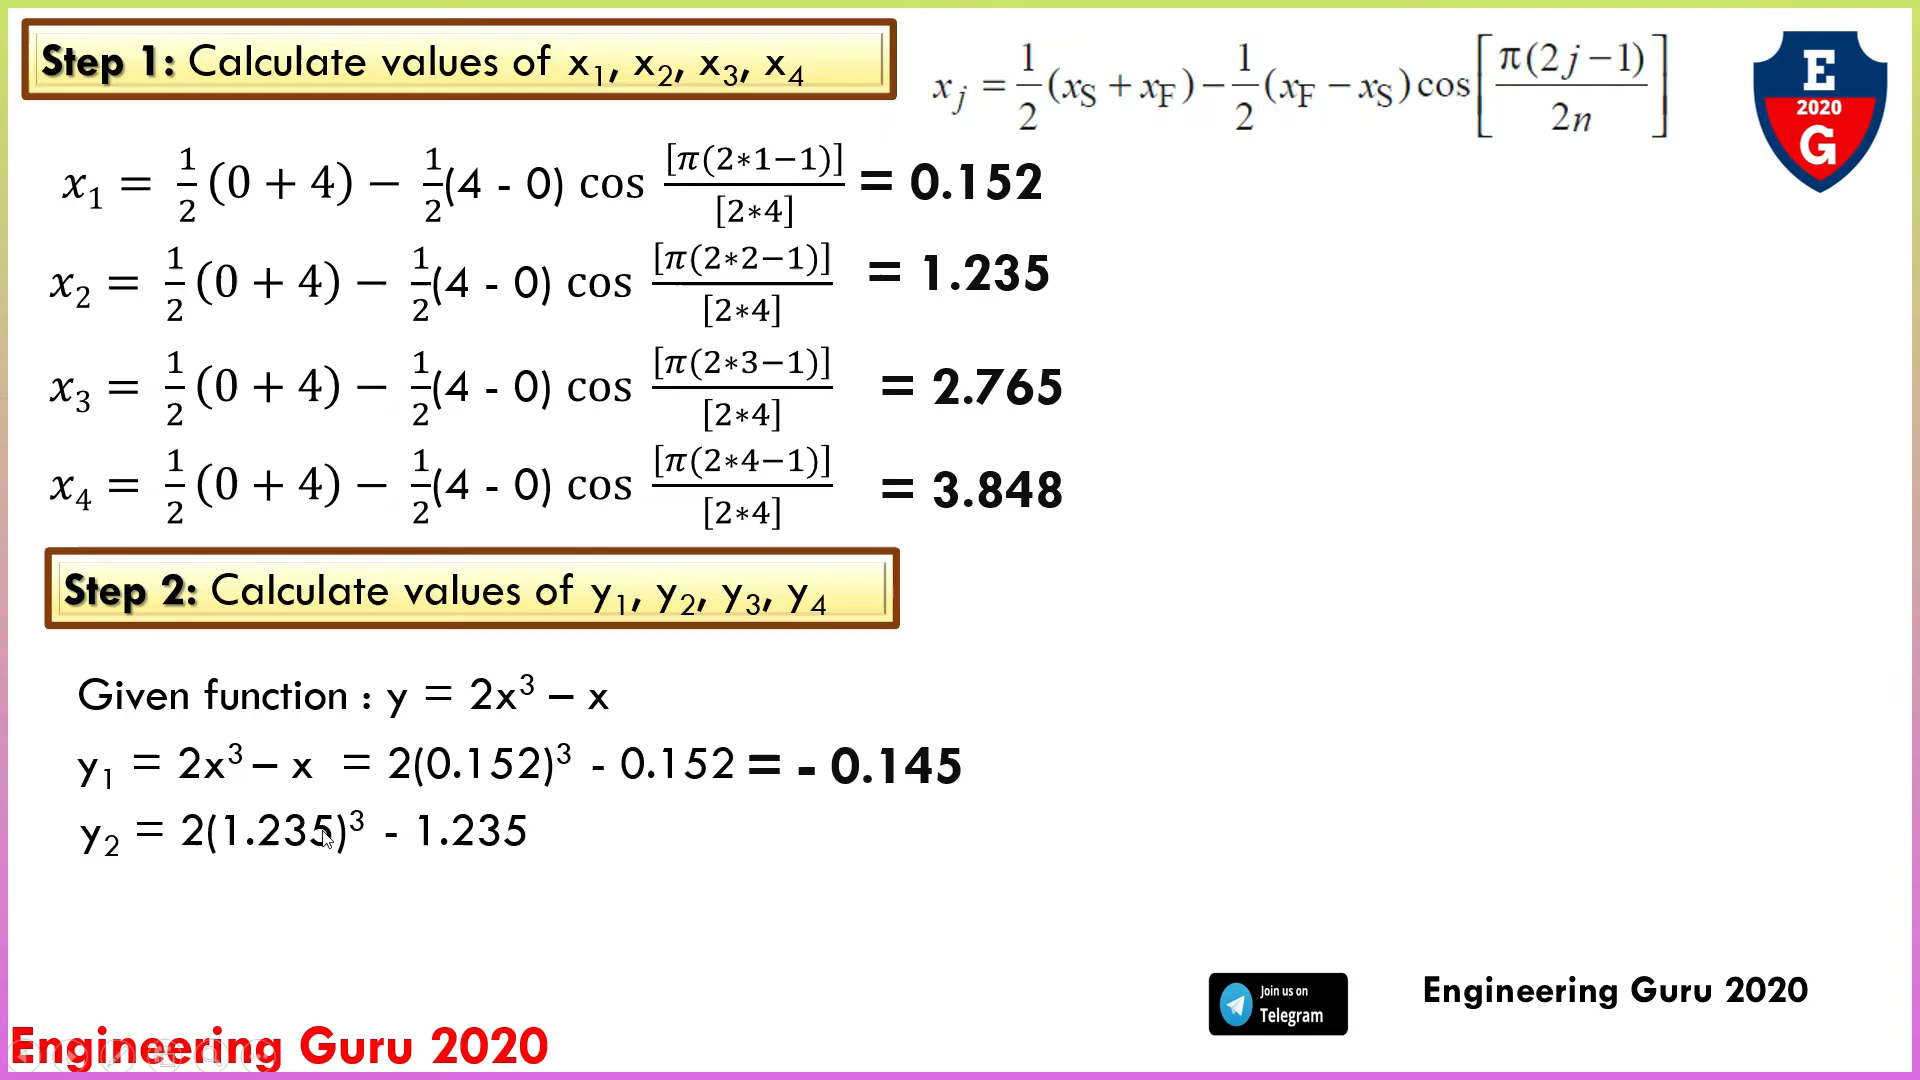 Step 1: Calculate values of x₁, x₂, x₃, x₄
xⱼ = 1/2 (xS + xF) − 1/2 (xF − xS) cos [π(2j − 1) / 2n]
E
2020
G
x₁ = 1/2 (0 + 4) − 1/2 (4 - 0) cos [π(2∗1−1)] / [2∗4] = 0.152
x₂ = 1/2 (0 + 4) − 1/2 (4 - 0) cos [π(2∗2−1)] / [2∗4] = 1.235
x₃ = 1/2 (0 + 4) − 1/2 (4 - 0) cos [π(2∗3−1)] / [2∗4] = 2.765
x₄ = 1/2 (0 + 4) − 1/2 (4 - 0) cos [π(2∗4−1)] / [2∗4] = 3.848
Step 2: Calculate values of y₁, y₂, y₃, y₄
Given function : y = 2x³ – x
y₁ = 2x³ – x = 2(0.152)³ - 0.152 = - 0.145
y₂ = 2(1.235)³ - 1.235
Join us on
Telegram
Engineering Guru 2020
Engineering Guru 2020